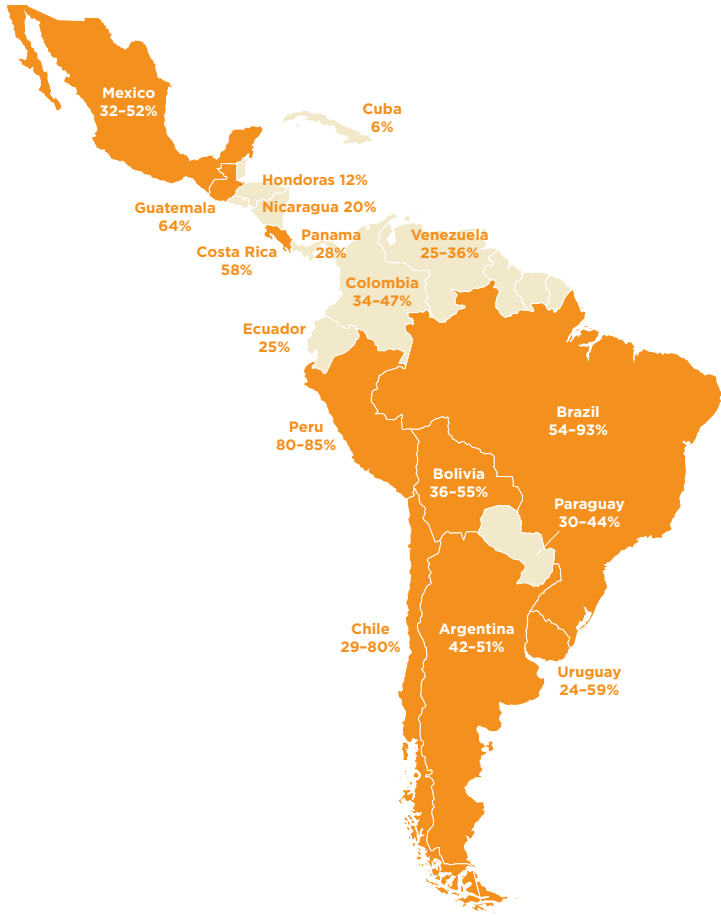 Mexico
32–52%
Cuba
6%
Hondoras 12%
Guatemala
64%
Nicaragua 20%
Costa Rica
58%
Panama
28%
Venezuela
25–36%
Colombia
34–47%
Ecuador
25%
Peru
80–85%
Brazil
54–93%
Bolivia
36–55%
Paraguay
30–44%
Chile
29–80%
Argentina
42–51%
Uruguay
24–59%